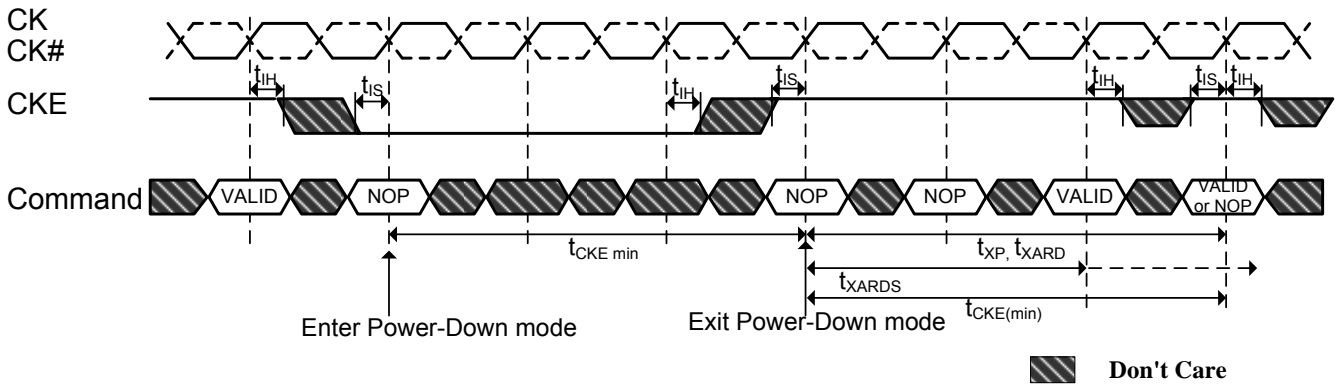 CK
CK#
tIH tIS tIH tIS tIH tIS tIH
CKE
Command VALID NOP NOP NOP VALID VALID or NOP
tCKE min tXP, tXARD
tXARDS
tCKE(min)
Enter Power-Down mode Exit Power-Down mode
Don't Care